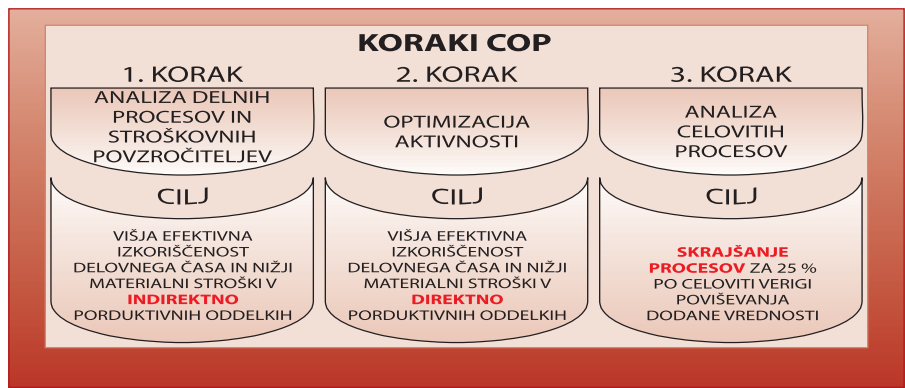 KORAKI COP
1. KORAK
ANALIZA DELNIH
PROCESOV IN
STROŠKOVNIH
POVZROČITELJEV
CILJ
VIŠJA EFEKTIVNA
IZKORIŠČENOST
DELOVNEGA ČASA IN NIŽJI
MATERIALNI STROŠKI V
INDIREKTNO
PORDUKTIVNIH ODDELKIH
2. KORAK
OPTIMIZACIJA
AKTIVNOSTI
CILJ
VIŠJA EFEKTIVNA
IZKORIŠČENOST
DELOVNEGA ČASA IN NIŽJI
MATERIALNI STROŠKI V
DIREKTNO
PORDUKTIVNIH ODDELKIH
3. KORAK
ANALIZA
CELOVITIH
PROCESOV
CILJ
SKRAJŠANJE
PROCESOV ZA 25 %
PO CELOVITI VERIGI
POVIŠEVANJA
DODANE VREDNOSTI